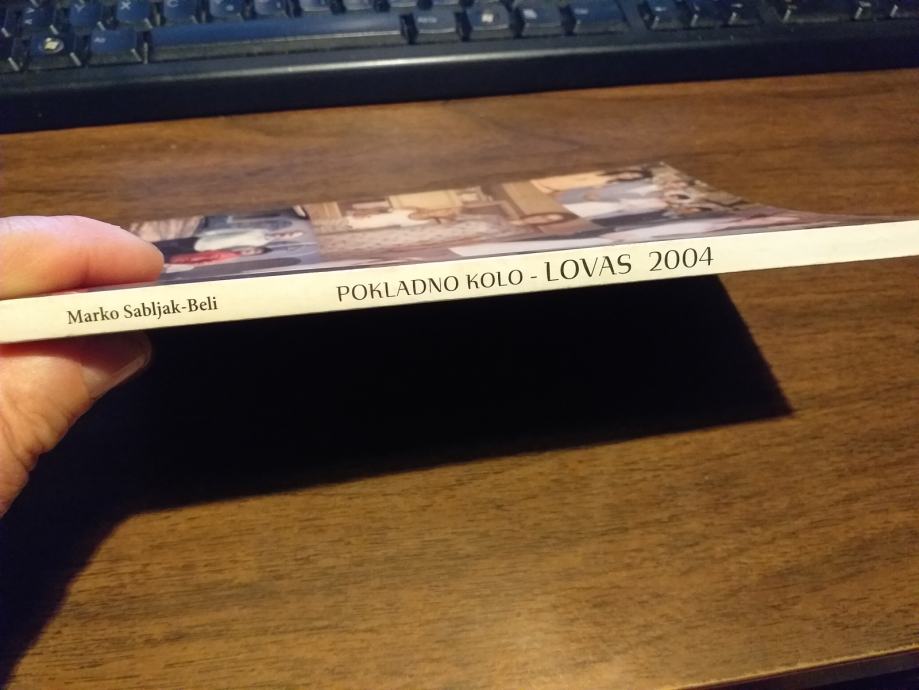 Marko Sabljak-Beli
POKLADNO KOLO - LOVAS 2004